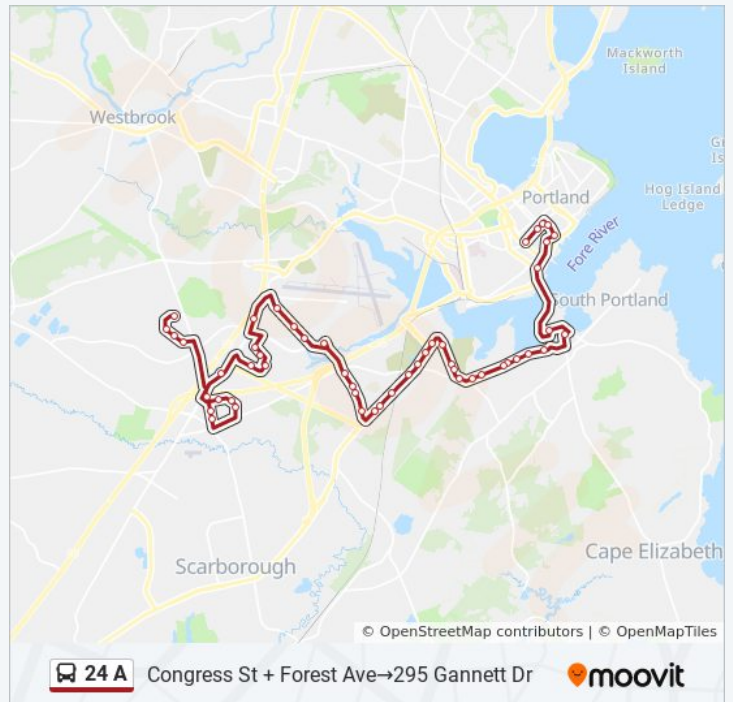 Mackworth
Island
Westbrook
Portland
Hog Island
Ledge
Fore River
South Portland
Cape Elizabeth
Scarborough
© OpenStreetMap contributors | © OpenMapTiles
24 A
Congress St + Forest Ave→295 Gannett Dr
moovit